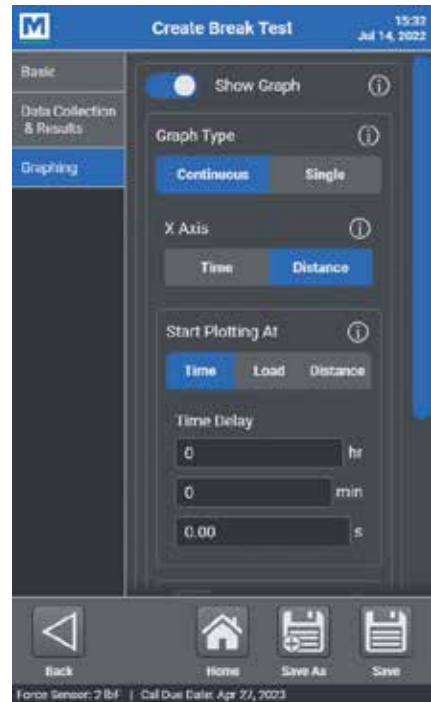 M
Create Break Test
15:32
Jul 14, 2022
Basic
Data Collection
& Results
Graphing
Show Graph
Graph Type
Continuous Single
X Axis
Time Distance
Start Plotting At
Time Load Distance
Time Delay
0 hr
0 min
0.00 s
Back
Home
Save As
Save
Force Sensor: 2 lbF | Cal Due Date: Apr 27, 2023